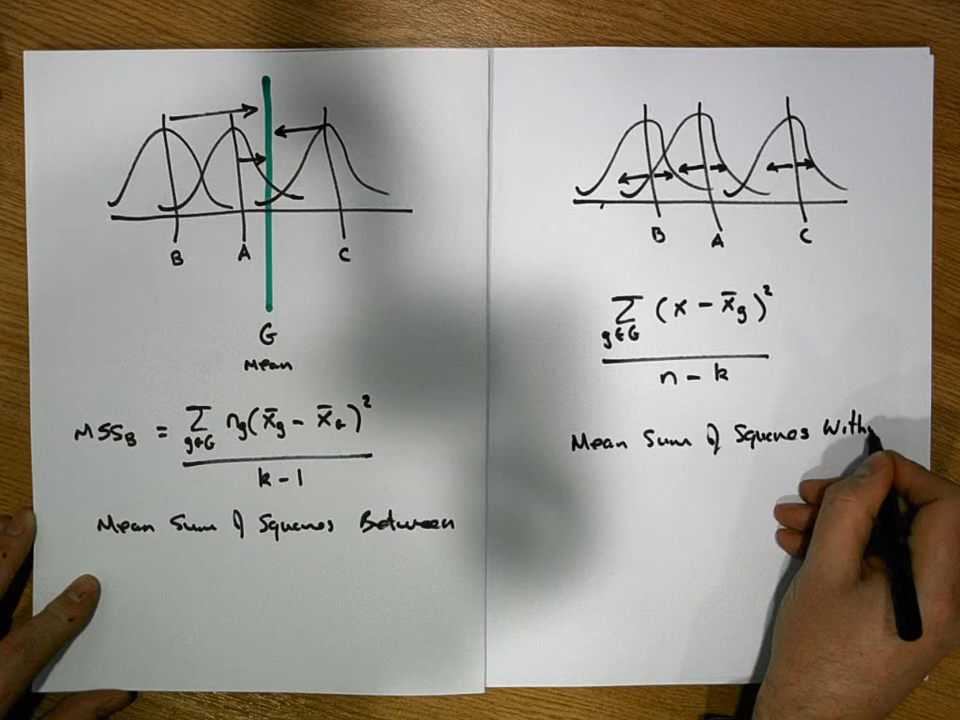 B A C
G
Mean
MSS_B = Σ_{g∈G} n_g(x̄_g - x̄_G)²
k - 1
Mean Sum of Squares Between
B A C
Σ_{g∈G} (x - x̄_g)²
n - k
Mean Sum of Squares With